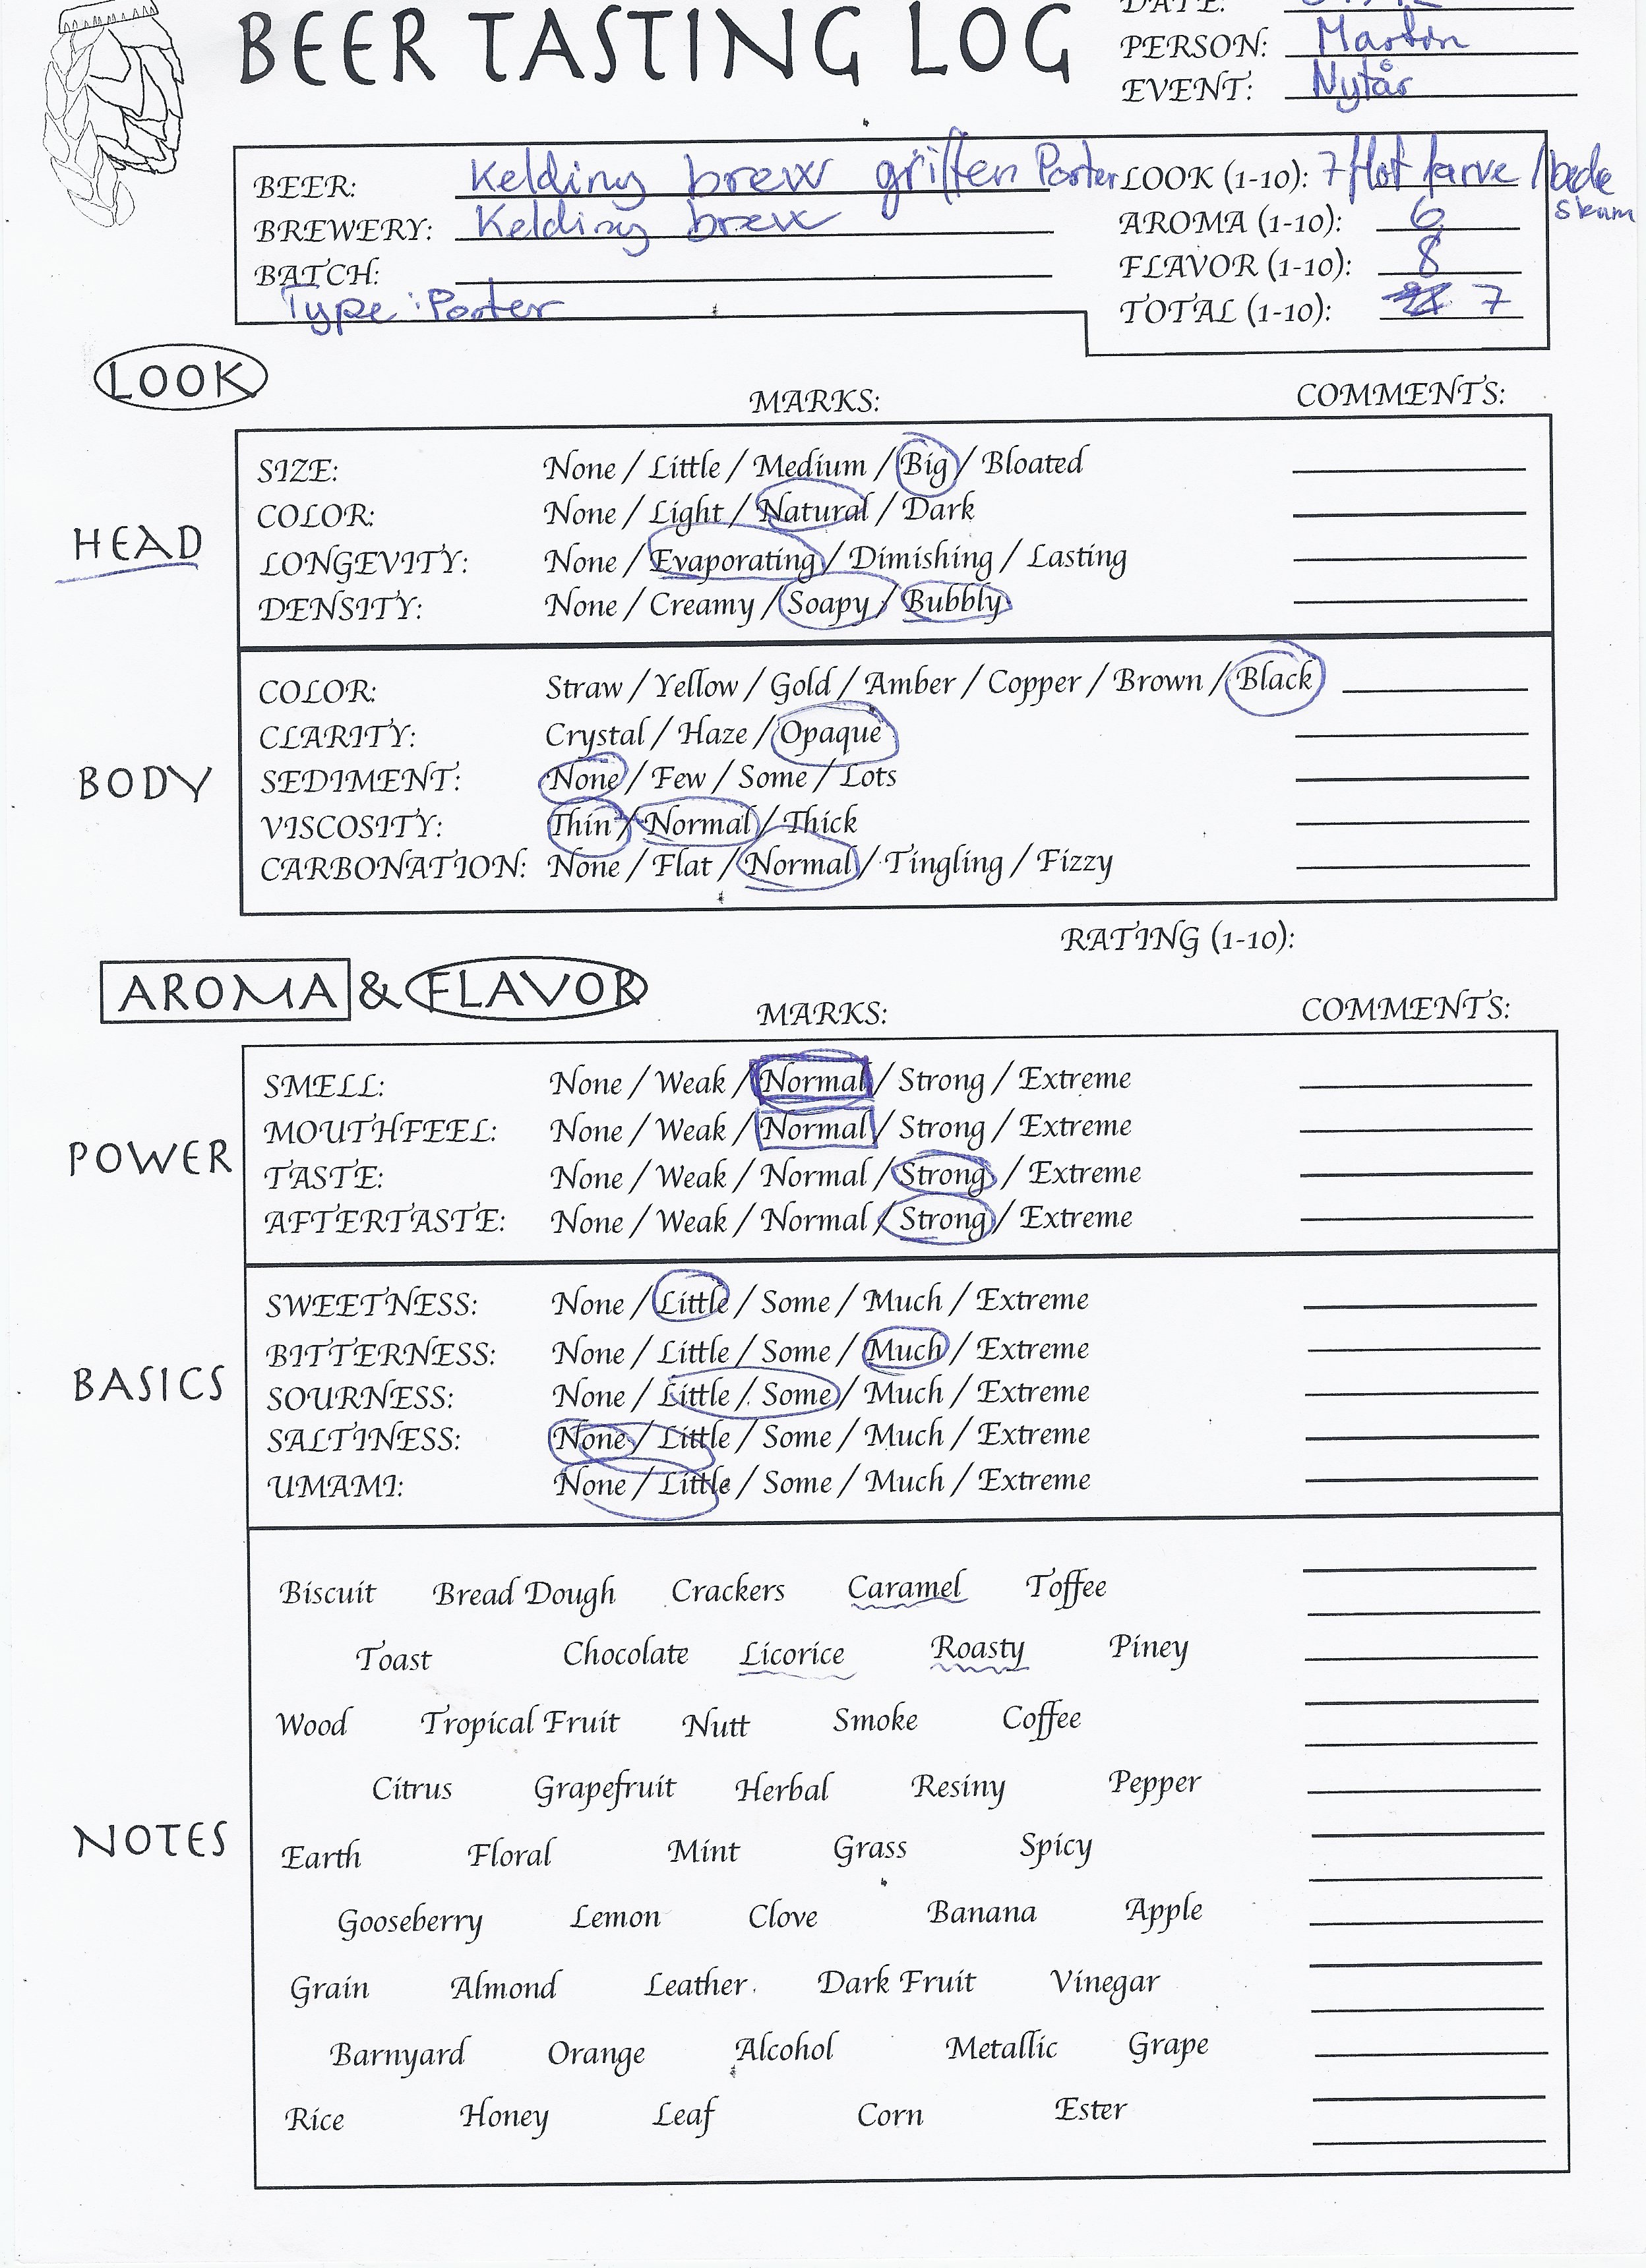 BEER TASTING LOG
DATE:
PERSON: Martin
EVENT: Nytår
BEER: Kelding brew griffen Porter
BREWERY: Kelding brew
BATCH:
Type: Porter
LOOK (1-10): 7 flot farve / bede skum
AROMA (1-10): 6
FLAVOR (1-10): 8
TOTAL (1-10): 7
LOOK
MARKS: COMMENTS:
HEAD
SIZE: None / Little / Medium / Big / Bloated
COLOR: None / Light / Natural / Dark
LONGEVITY: None / Evaporating / Dimishing / Lasting
DENSITY: None / Creamy / Soapy / Bubbly
BODY
COLOR: Straw / Yellow / Gold / Amber / Copper / Brown / Black
CLARITY: Crystal / Haze / Opaque
SEDIMENT: None / Few / Some / Lots
VISCOSITY: Thin / Normal / Thick
CARBONATION: None / Flat / Normal / Tingling / Fizzy
RATING (1-10):
AROMA & FLAVOR
MARKS: COMMENTS:
POWER
SMELL: None / Weak / Normal / Strong / Extreme
MOUTHFEEL: None / Weak / Normal / Strong / Extreme
TASTE: None / Weak / Normal / Strong / Extreme
AFTERTASTE: None / Weak / Normal / Strong / Extreme
BASICS
SWEETNESS: None / Little / Some / Much / Extreme
BITTERNESS: None / Little / Some / Much / Extreme
SOURNESS: None / Little / Some / Much / Extreme
SALTINESS: None / Little / Some / Much / Extreme
UMAMI: None / Little / Some / Much / Extreme
NOTES
Biscuit Bread Dough Crackers Caramel Toffee
Toast Chocolate Licorice Roasty Piney
Wood Tropical Fruit Nutt Smoke Coffee
Citrus Grapefruit Herbal Resiny Pepper
Earth Floral Mint Grass Spicy
Gooseberry Lemon Clove Banana Apple
Grain Almond Leather Dark Fruit Vinegar
Barnyard Orange Alcohol Metallic Grape
Rice Honey Leaf Corn Ester